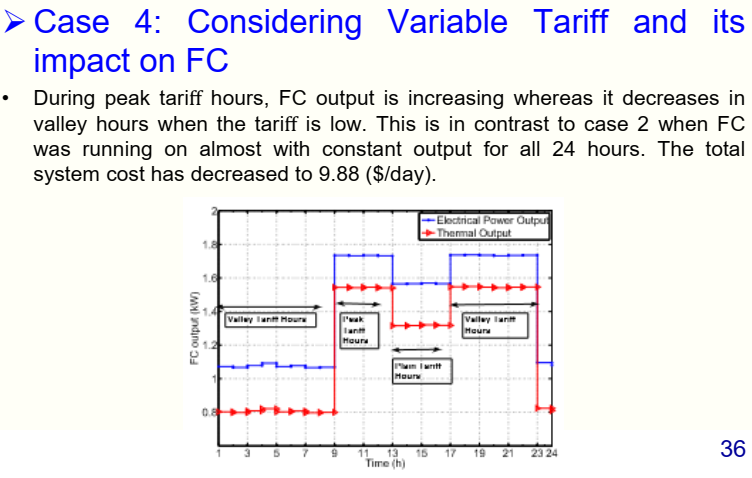 ➢ Case 4: Considering Variable Tariff and its
impact on FC
• During peak tariff hours, FC output is increasing whereas it decreases in
valley hours when the tariff is low. This is in contrast to case 2 when FC
was running on almost with constant output for all 24 hours. The total
system cost has decreased to 9.88 ($/day).
Electrical Power Output
Thermal Output
FC output (kW)
2
1.8
1.6
1.4
1.2
1
0.8
Valley Tariff Hours
Peak
Tariff
Hours
Plain Tariff
Hours
Valley Tariff
Hours
1 3 5 7 9 11 13 15 17 19 21 23 24
Time (h)
36